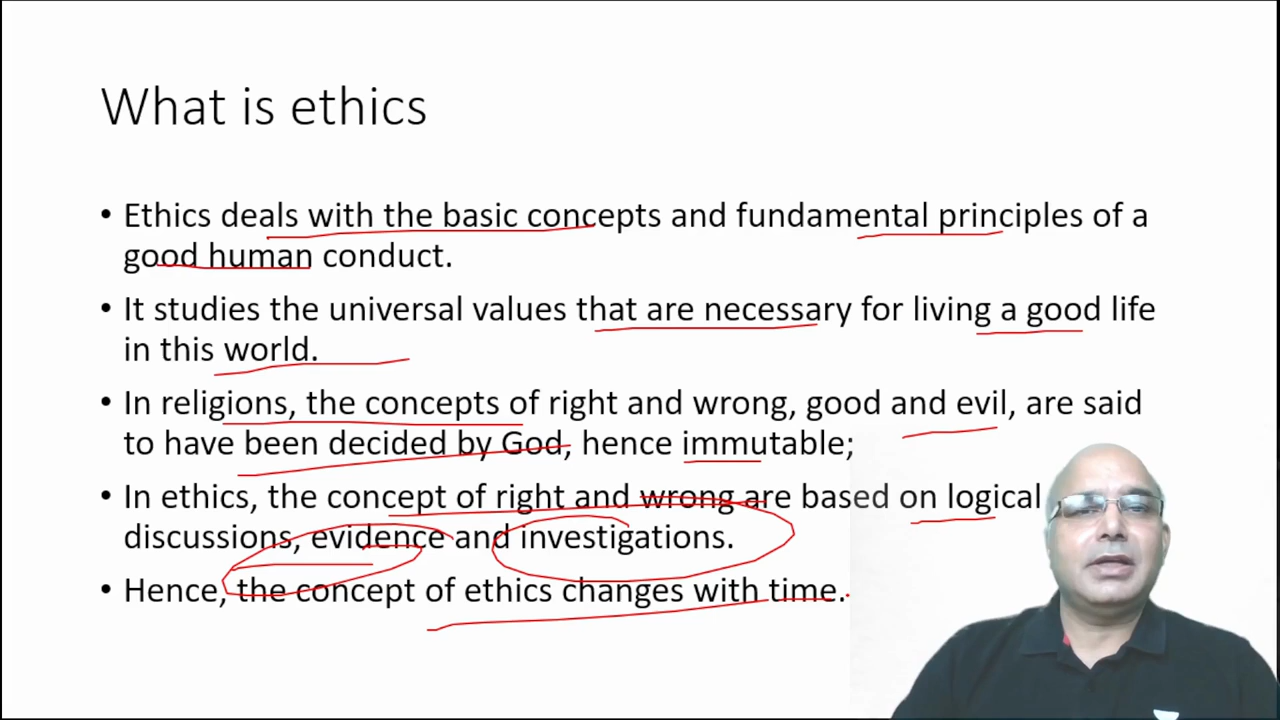 What is ethics
• Ethics deals with the basic concepts and fundamental principles of a
good human conduct.
• It studies the universal values that are necessary for living a good life
in this world.
• In religions, the concepts of right and wrong, good and evil, are said
to have been decided by God, hence immutable;
• In ethics, the concept of right and wrong are based on logical
discussions, evidence and investigations.
• Hence, the concept of ethics changes with time.